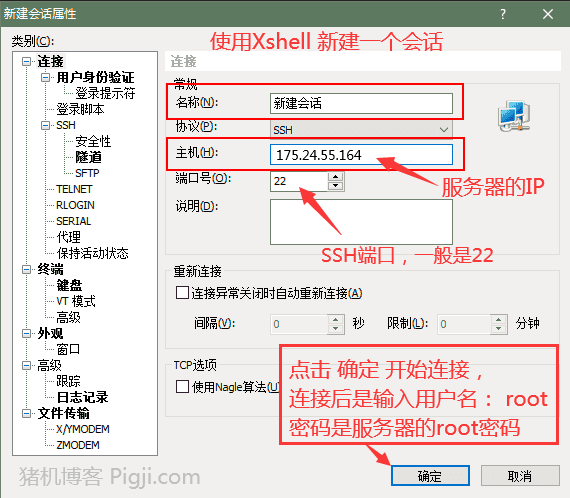 新建会话属性
?
×
类别(C):
使用Xshell 新建一个会话
连接
用户身份验证
登录提示符
登录脚本
SSH
安全性
隧道
SFTP
TELNET
RLOGIN
SERIAL
代理
保持活动状态
终端
键盘
VT 模式
高级
外观
窗口
高级
跟踪
日志记录
文件传输
X/YMODEM
ZMODEM
连接
常规
名称(N):
新建会话
协议(P):
SSH
主机(H):
175.24.55.164
端口号(O):
22
服务器的IP
说明(D):
SSH端口，一般是22
重新连接
连接异常关闭时自动重新连接(A)
间隔(V): 0 秒 限制(L): 0 分钟
TCP选项
使用Nagle算法(U
点击 确定 开始连接，
连接后是输入用户名： root
密码是服务器的root密码
猪机博客 Pigji.com
确定
取消